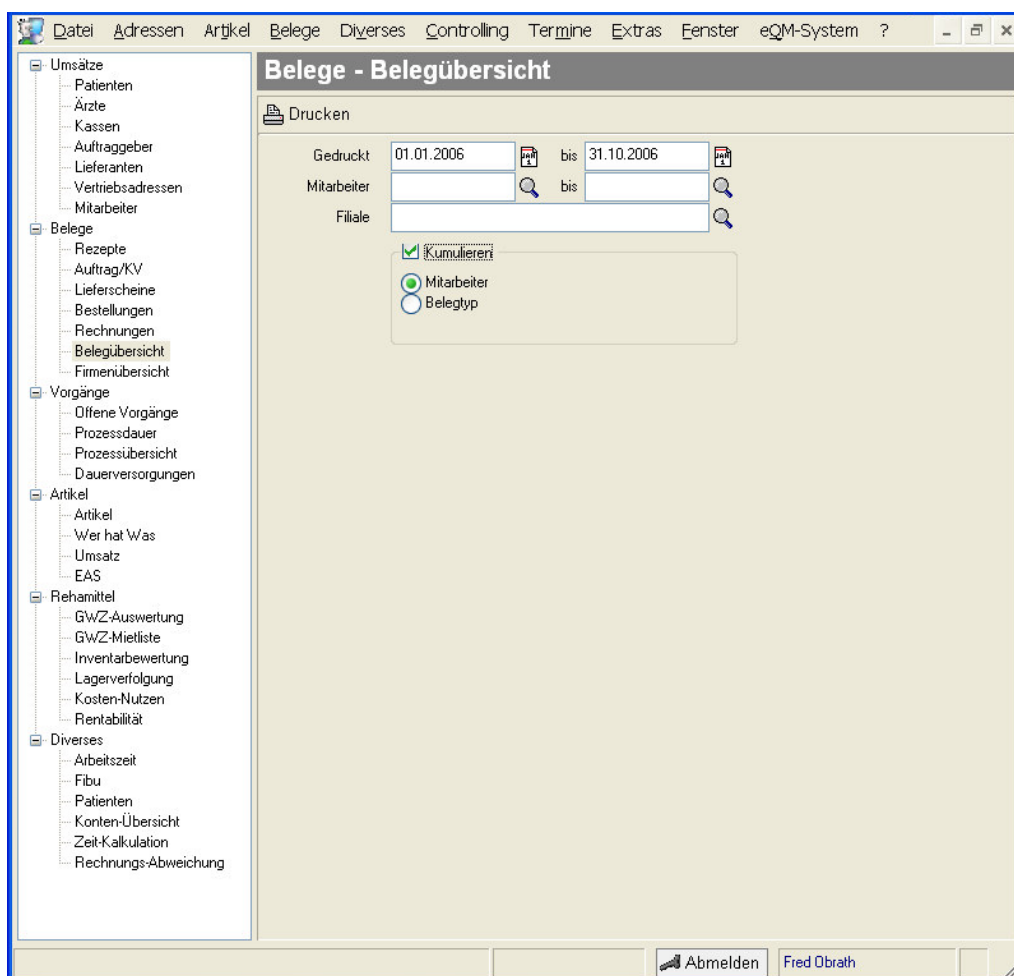 Datei Adressen Artikel Belege Diverses Controlling Termine Extras Fenster eQM-System ?
Umsätze
Patienten
Ärzte
Kassen
Auftraggeber
Lieferanten
Vertriebsadressen
Mitarbeiter
Belege
Rezepte
Auftrag/KV
Lieferscheine
Bestellungen
Rechnungen
Belegübersicht
Firmenübersicht
Vorgänge
Offene Vorgänge
Prozessdauer
Prozessübersicht
Dauerversorgungen
Artikel
Artikel
Wer hat Was
Umsatz
EAS
Rehamittel
GWZ-Auswertung
GWZ-Mietliste
Inventarbewertung
Lagerverfolgung
Kosten-Nutzen
Rentabilität
Diverses
Arbeitszeit
Fibu
Patienten
Konten-Übersicht
Zeit-Kalkulation
Rechnungs-Abweichung
Belege - Belegübersicht
Drucken
Gedruckt 01.01.2006 bis 31.10.2006
Mitarbeiter bis
Filiale
Kumulieren
Mitarbeiter
Belegtyp
Abmelden Fred Obrath